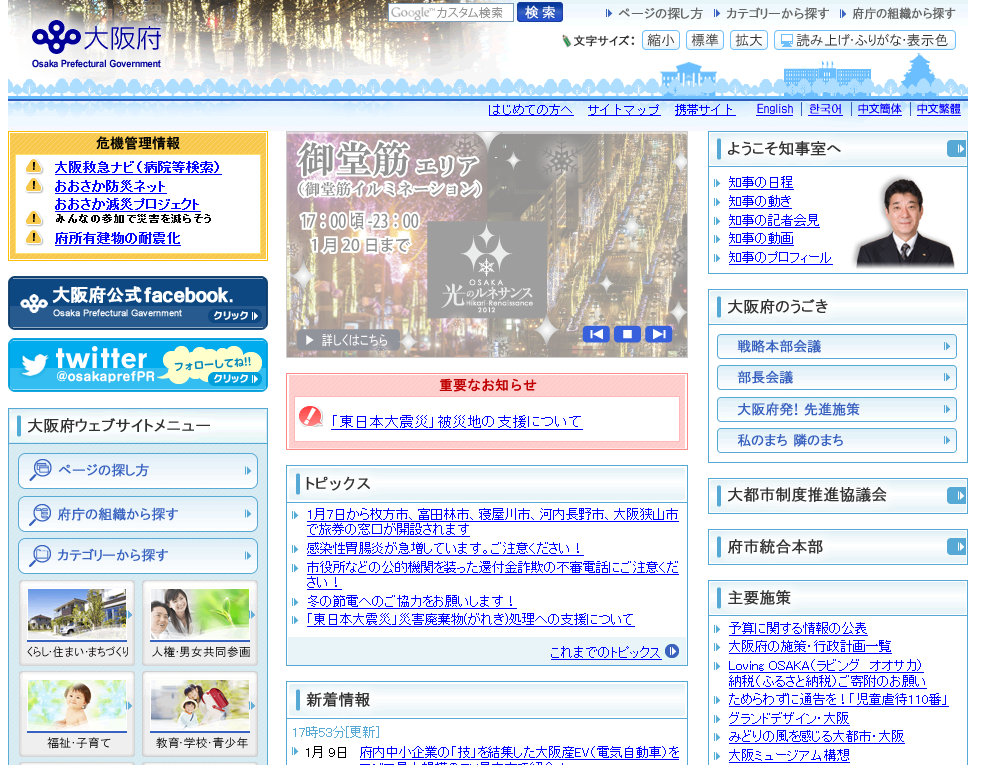 大阪府
Osaka Prefectural Government
Google™カスタム検索
検索
ページの探し方
カテゴリーから探す
府庁の組織から探す
文字サイズ:
縮小
標準
拡大
読み上げ・ふりがな・表示色
はじめての方へ
サイトマップ
携帯サイト
English
한국어
中文簡体
中文繁體
危機管理情報
大阪救急ナビ(病院等検索)
おおさか防災ネット
おおさか減災プロジェクト
みんなの参加で災害を減らそう
府所有建物の耐震化
大阪府公式facebook.
Osaka Prefectural Gavernment
クリック
twitter
@osakaprefPR
フォローしてね!!
クリック
大阪府ウェブサイトメニュー
ページの探し方
府庁の組織から探す
カテゴリーから探す
くらし・住まい・まちづくり
人権・男女共同参画
福祉・子育て
教育・学校・青少年
御堂筋エリア
(御堂筋イルミネーション)
17:00頃-23:00
1月20日まで
OSAKA
光のルネサンス
Hikari Renaissance
2012
詳しくはこちら
重要なお知らせ
「東日本大震災」被災地の支援について
トピックス
1月7日から枚方市、富田林市、寝屋川市、河内長野市、大阪狭山市
で旅券の窓口が開設されます
感染性胃腸炎が急増しています。ご注意ください!
市役所などの公的機関を装った還付金詐欺の不審電話にご注意くだ
さい!
冬の節電へのご協力をお願いします!
「東日本大震災」災害廃棄物(がれき)処理への支援について
これまでのトピックス
新着情報
17時53分[更新]
1月 9日 府内中小企業の「技」を結集した大阪産EV(電気自動車)を
ようこそ知事室へ
知事の日程
知事の動き
知事の記者会見
知事の動画
知事のプロフィール
大阪府のうごき
戦略本部会議
部長会議
大阪府発! 先進施策
私のまち 隣のまち
大都市制度推進協議会
府市統合本部
主要施策
予算に関する情報の公表
大阪府の施策・行政計画一覧
Loving OSAKA(ラビング オオサカ)
納税(ふるさと納税)ご寄附のお願い
ためらわずに通告を!「児童虐待110番」
グランドデザイン・大阪
みどりの風を感じる大都市・大阪
大阪ミュージアム構想